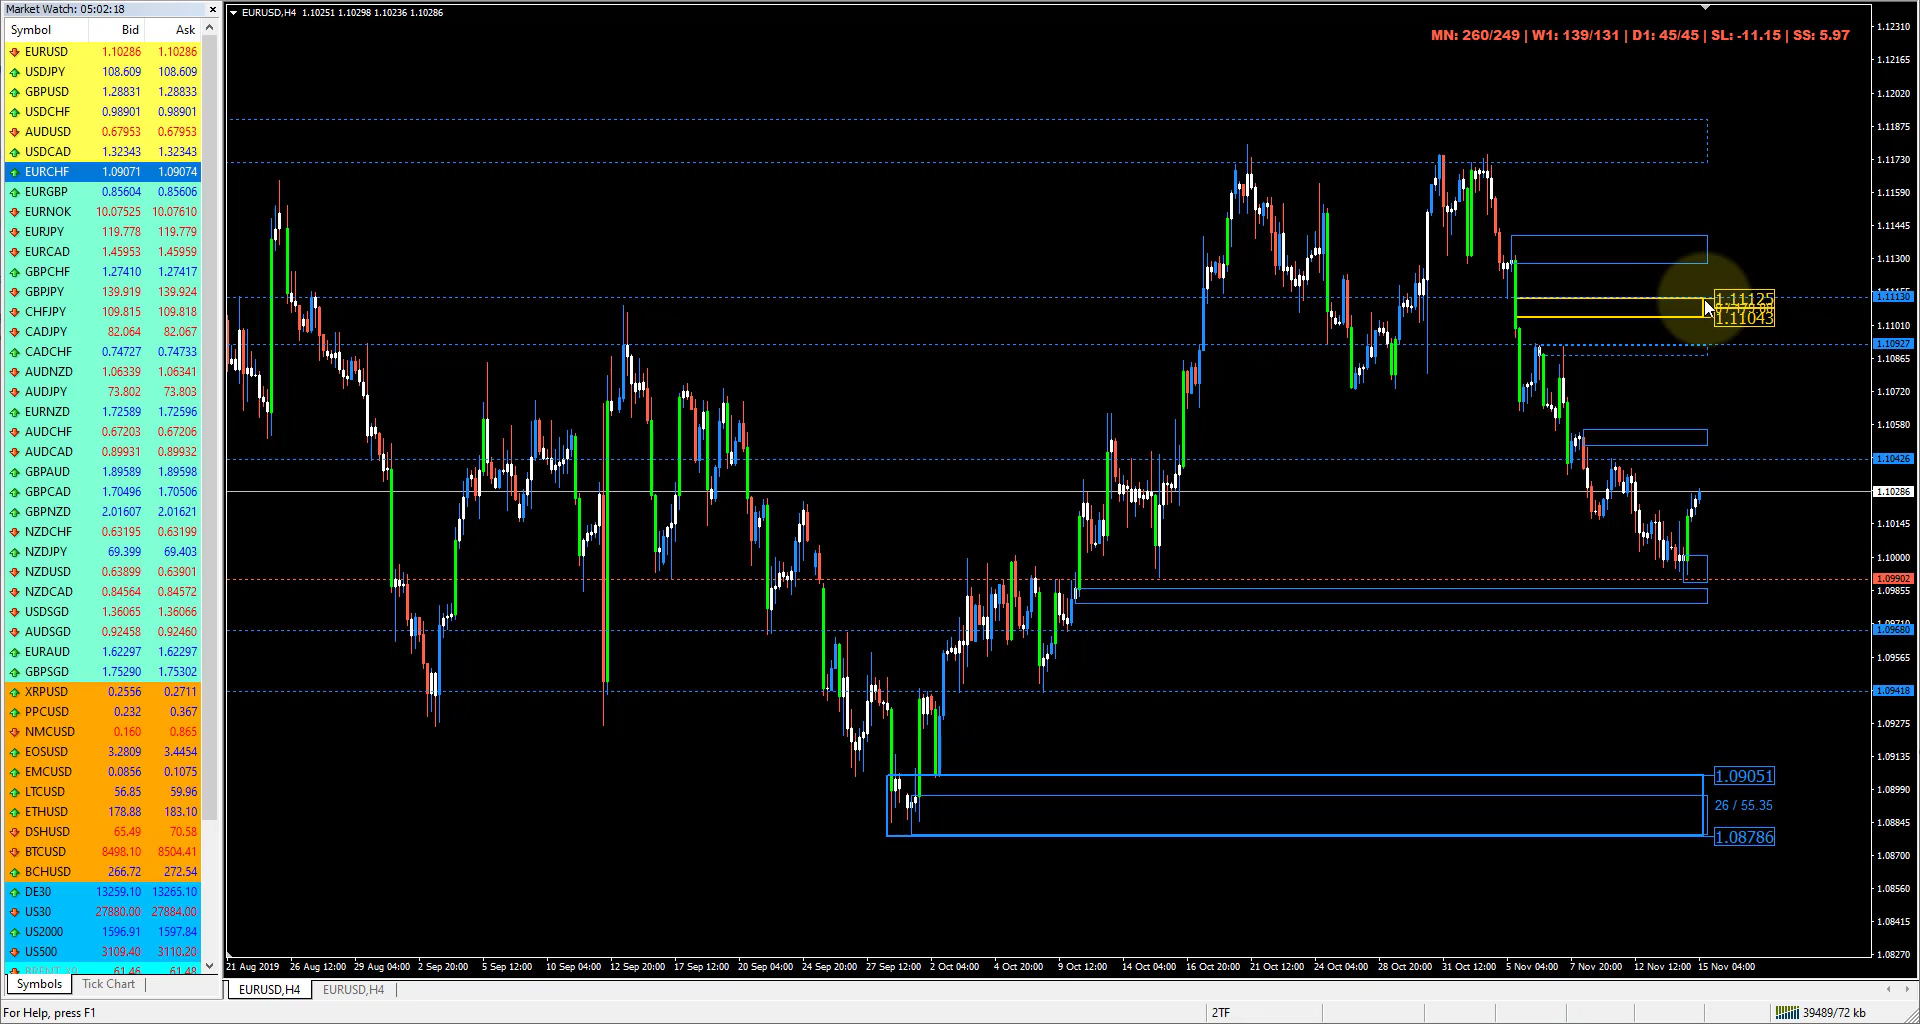 Market Watch: 05:02:18
Symbol Bid Ask
EURUSD 1.10286 1.10286
USDJPY 108.609 108.609
GBPUSD 1.28831 1.28833
USDCHF 0.98901 0.98901
AUDUSD 0.67953 0.67953
USDCAD 1.32343 1.32343
EURCHF 1.09071 1.09074
EURGBP 0.85604 0.85606
EURNOK 10.07525 10.07610
EURJPY 119.778 119.779
EURCAD 1.45953 1.45959
GBPCHF 1.27410 1.27417
GBPJPY 139.919 139.924
CHFJPY 109.815 109.818
CADJPY 82.064 82.067
CADCHF 0.74727 0.74733
AUDNZD 1.06339 1.06341
AUDJPY 73.802 73.803
EURNZD 1.72589 1.72596
AUDCHF 0.67203 0.67206
AUDCAD 0.89931 0.89932
GBPAUD 1.89589 1.89598
GBPCAD 1.70496 1.70506
GBPNZD 2.01607 2.01621
NZDCHF 0.63195 0.63199
NZDJPY 69.399 69.403
NZDUSD 0.63899 0.63901
NZDCAD 0.84564 0.84572
USDSGD 1.36065 1.36066
AUDSGD 0.92458 0.92460
EURAUD 1.62297 1.62297
GBPSGD 1.75290 1.75302
XRPUSD 0.2556 0.2711
PPCUSD 0.232 0.367
NMCUSD 0.160 0.865
EOSUSD 3.2809 3.4454
EMCUSD 0.0856 0.1075
LTCUSD 56.85 59.96
ETHUSD 178.88 183.10
DSHUSD 65.49 70.58
BTCUSD 8498.10 8504.41
BCHUSD 266.72 272.54
DE30 13259.10 13265.10
US30 27880.00 27884.00
US2000 1596.91 1597.84
US500 3109.40 3110.20
61.46 61.48
Symbols Tick Chart
EURUSD,H4 1.10251 1.10298 1.10236 1.10286
MN: 260/249 | W1: 139/131 | D1: 45/45 | SL: -11.15 | SS: 5.97
1.11125
1.11043
1.09051
26 / 55.35
1.08786
1.12310
1.12165
1.12020
1.11875
1.11730
1.11590
1.11445
1.11300
1.11130
1.11010
1.10927
1.10865
1.10720
1.10580
1.10426
1.10286
1.10145
1.10000
1.09902
1.09855
1.09680
1.09565
1.09418
1.09275
1.09135
1.08990
1.08845
1.08700
1.08560
1.08415
1.08270
21 Aug 2019 26 Aug 12:00 29 Aug 04:00 2 Sep 20:00 5 Sep 12:00 10 Sep 04:00 12 Sep 20:00 17 Sep 12:00 20 Sep 04:00 24 Sep 20:00 27 Sep 12:00 2 Oct 04:00 4 Oct 20:00 9 Oct 12:00 14 Oct 04:00 16 Oct 20:00 21 Oct 12:00 24 Oct 04:00 28 Oct 20:00 31 Oct 12:00 5 Nov 04:00 7 Nov 20:00 12 Nov 12:00 15 Nov 04:00
EURUSD,H4 EURUSD,H4
For Help, press F1 2TF 39489/72 kb